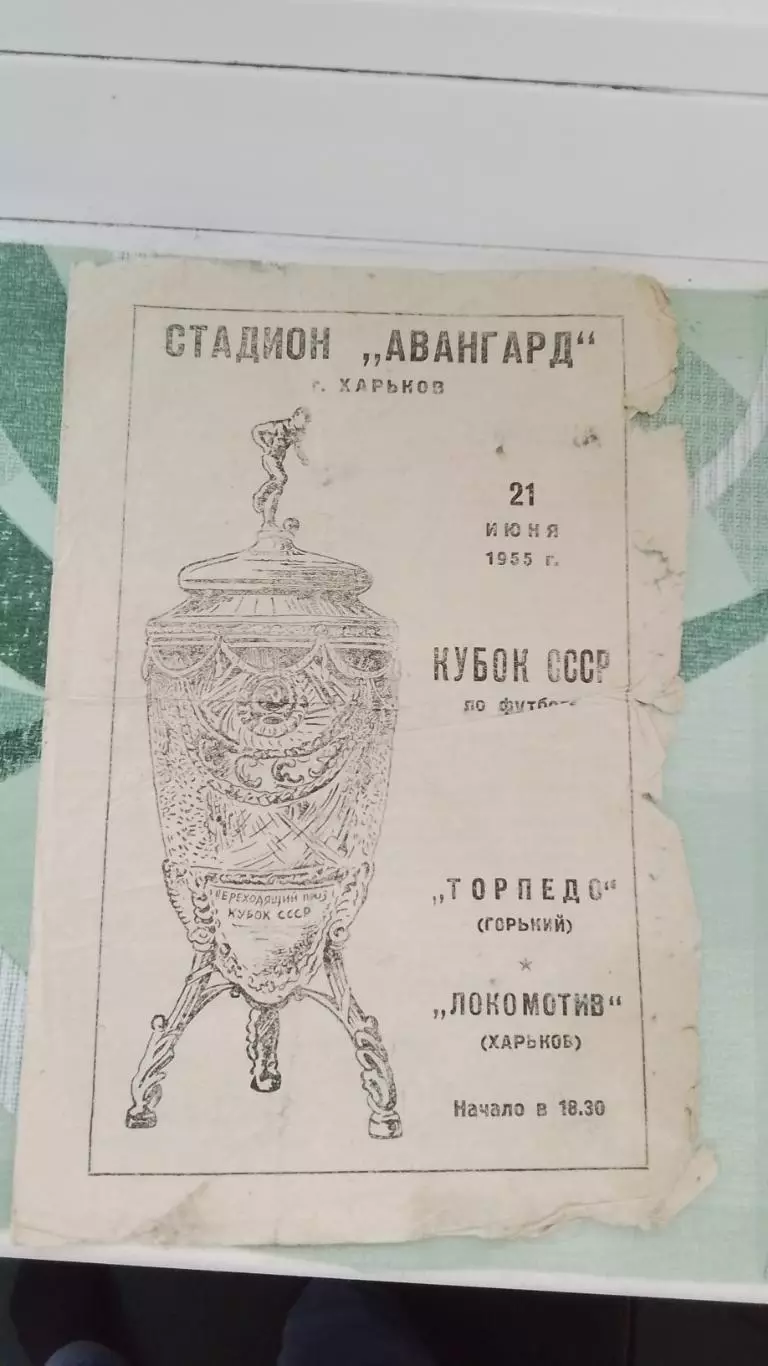 СТАДИОН „АВАНГАРД“
г. ХАРЬКОВ
21
ИЮНЯ
1955 г.
КУБОК СССР
по
ПЕРЕХОДЯЩИЙ ПРИЗ
КУБОК СССР
„ТОРПЕДО“
(ГОРЬКИЙ)
„ЛОКОМОТИВ“
(ХАРЬКОВ)
Начало в 18.30